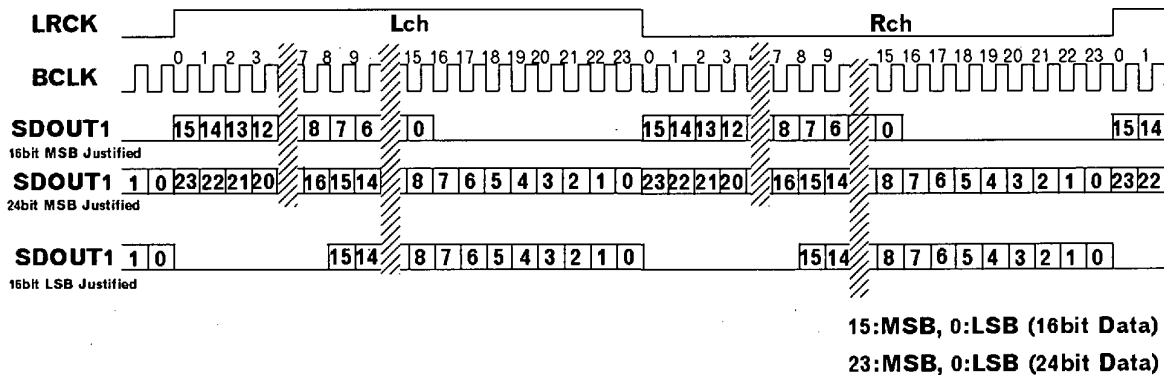 LRCK Lch Rch
0 1 2 3 7 8 9 15 16 17 18 19 20 21 22 23 0 1 2 3 7 8 9 15 16 17 18 19 20 21 22 23 0 1
BCLK
SDOUT1 15 14 13 12 8 7 6 0 15 14 13 12 8 7 6 0 15 14
16bit MSB Justified
SDOUT1 1 0 23 22 21 20 16 15 14 8 7 6 5 4 3 2 1 0 23 22 21 20 16 15 14 8 7 6 5 4 3 2 1 0 23 22
24bit MSB Justified
SDOUT1 1 0 15 14 8 7 6 5 4 3 2 1 0 15 14 8 7 6 5 4 3 2 1 0
16bit LSB Justified
15:MSB, 0:LSB (16bit Data)
23:MSB, 0:LSB (24bit Data)